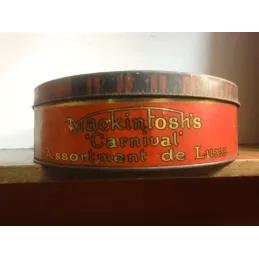 Mackintosh's
"Carnival"
Assortment de Luxe